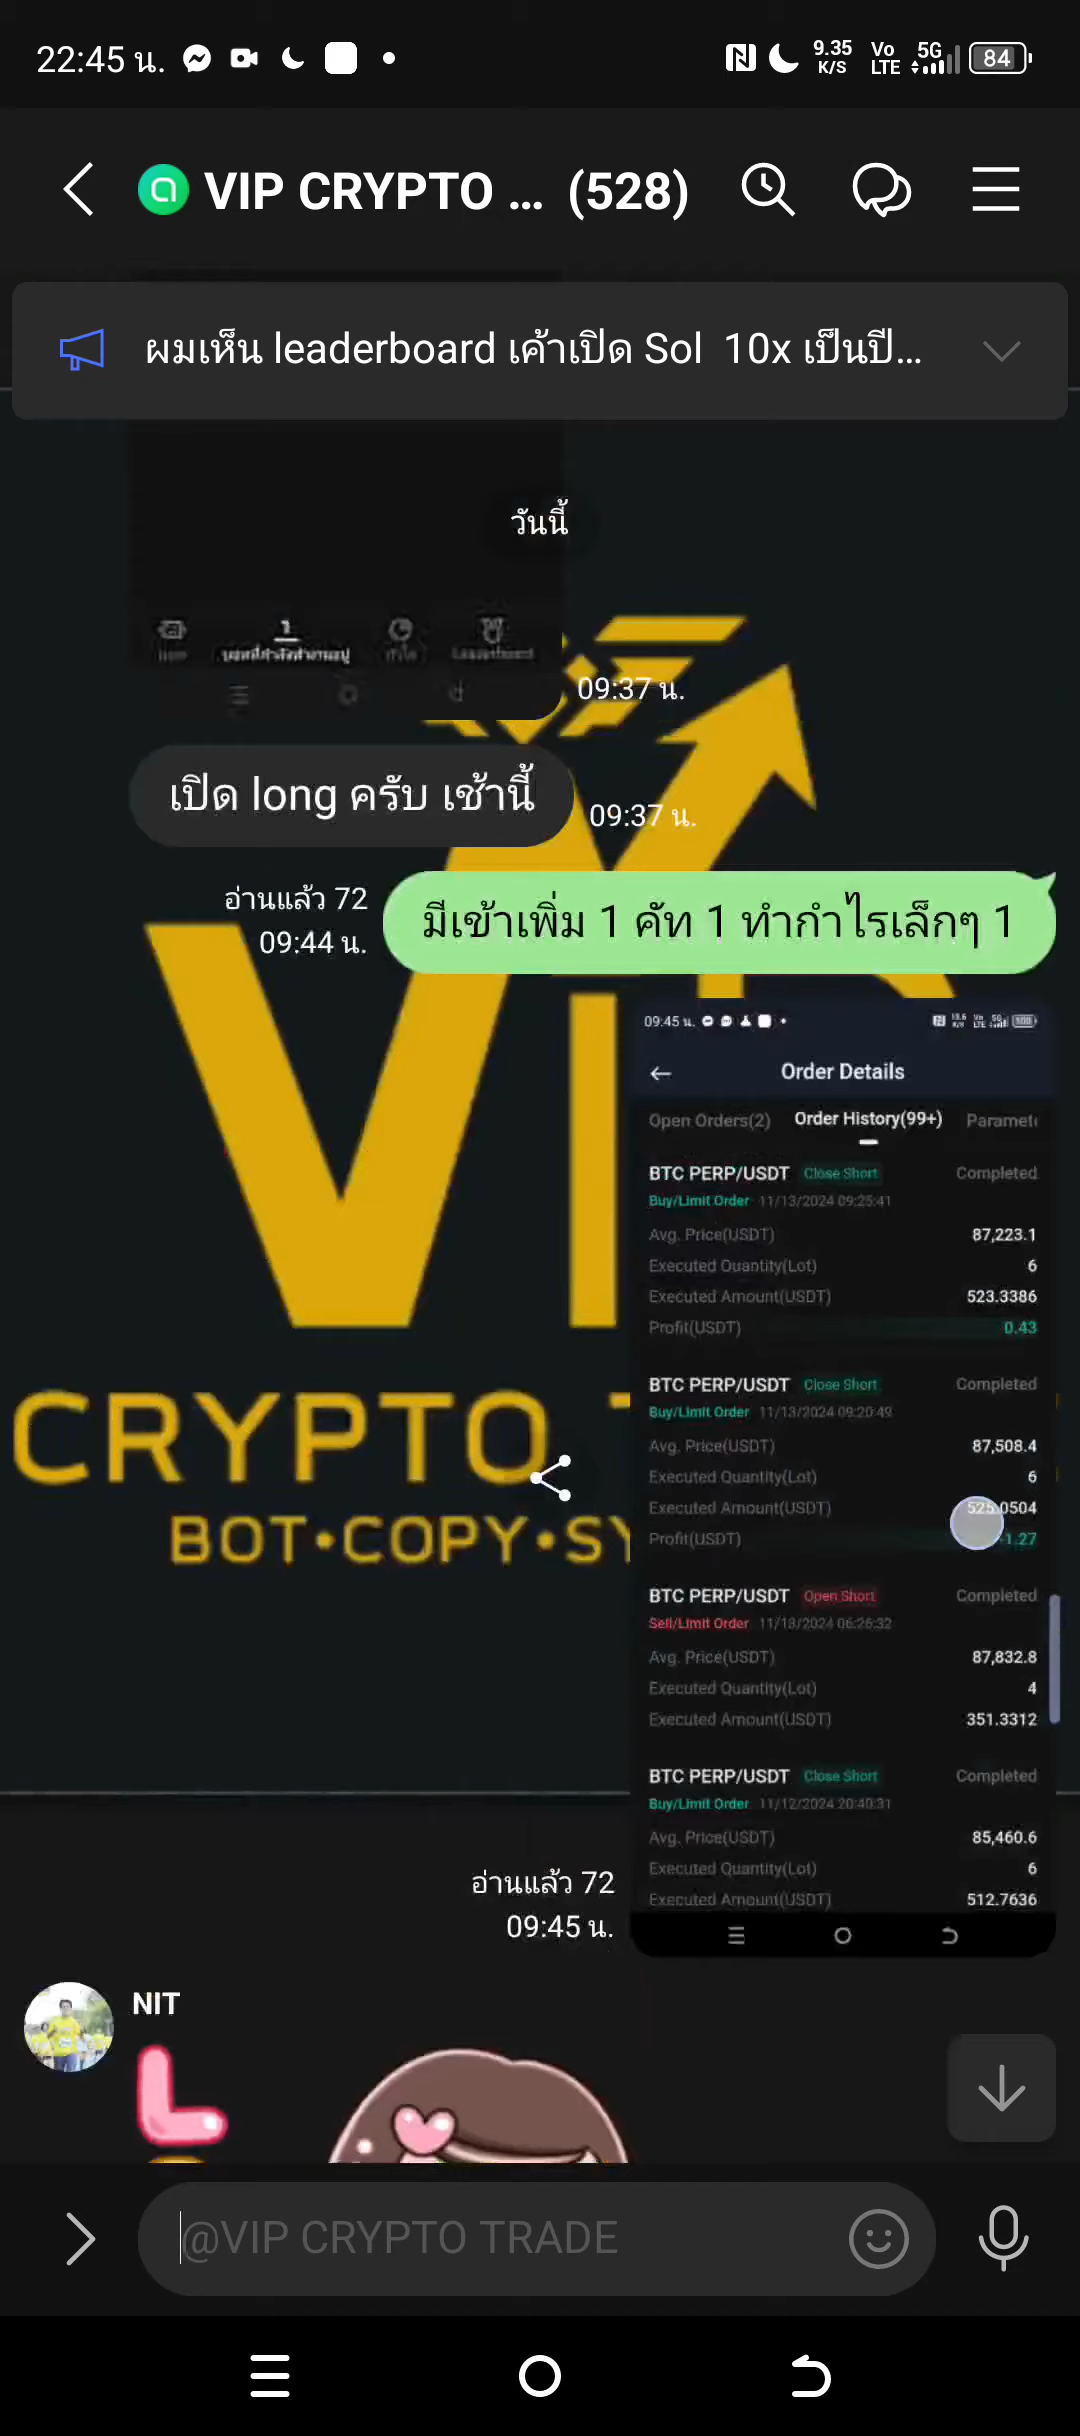 22:45 น.
9.35 K/S
Vo LTE
5G
84
VIP CRYPTO ... (528)
ผมเห็น leaderboard เค้าเปิด Sol 10x เป็นปี...
วันนี้
09:37 น.
เปิด long ครับ เช้านี้
09:37 น.
อ่านแล้ว 72
09:44 น.
มีเข้าเพิ่ม 1 คัท 1 ทำกำไรเล็กๆ 1
09:45 น.
Order Details
Open Orders(2)
Order History(99+)
BTC PERP/USDT Close Short Completed
Buy/Limit Order 11/13/2024 09:25:41
Avg. Price(USDT) 87,223.1
Executed Quantity(Lot) 6
Executed Amount(USDT) 523.3386
Profit(USDT) 0.43
BTC PERP/USDT Close Short Completed
Buy/Limit Order 11/13/2024 09:20:49
Avg. Price(USDT) 87,508.4
Executed Quantity(Lot) 6
Executed Amount(USDT) 525.0504
Profit(USDT) -1.27
BTC PERP/USDT Open Short Completed
Sell/Limit Order 11/13/2024 06:26:32
Avg. Price(USDT) 87,832.8
Executed Quantity(Lot) 4
Executed Amount(USDT) 351.3312
BTC PERP/USDT Close Short Completed
Buy/Limit Order 11/12/2024 20:40:31
Avg. Price(USDT) 85,460.6
Executed Quantity(Lot) 6
Executed Amount(USDT) 512.7636
CRYPTO
BOT•COPY•SY
อ่านแล้ว 72
09:45 น.
NIT
@VIP CRYPTO TRADE